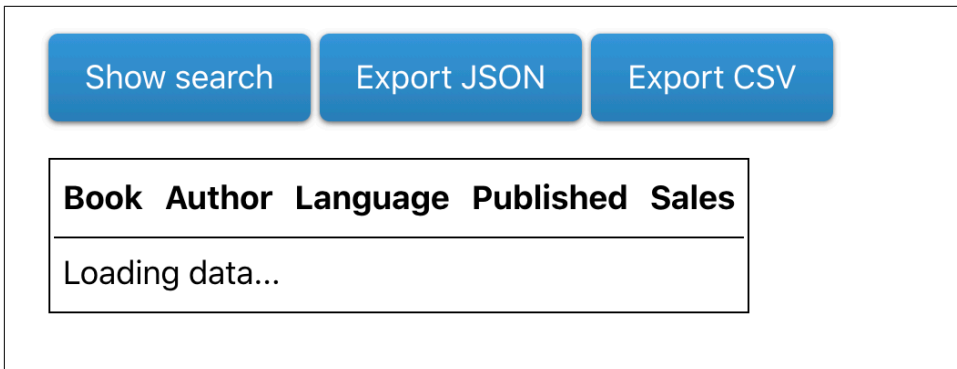 Show search Export JSON Export CSV
Book Author Language Published Sales
Loading data...